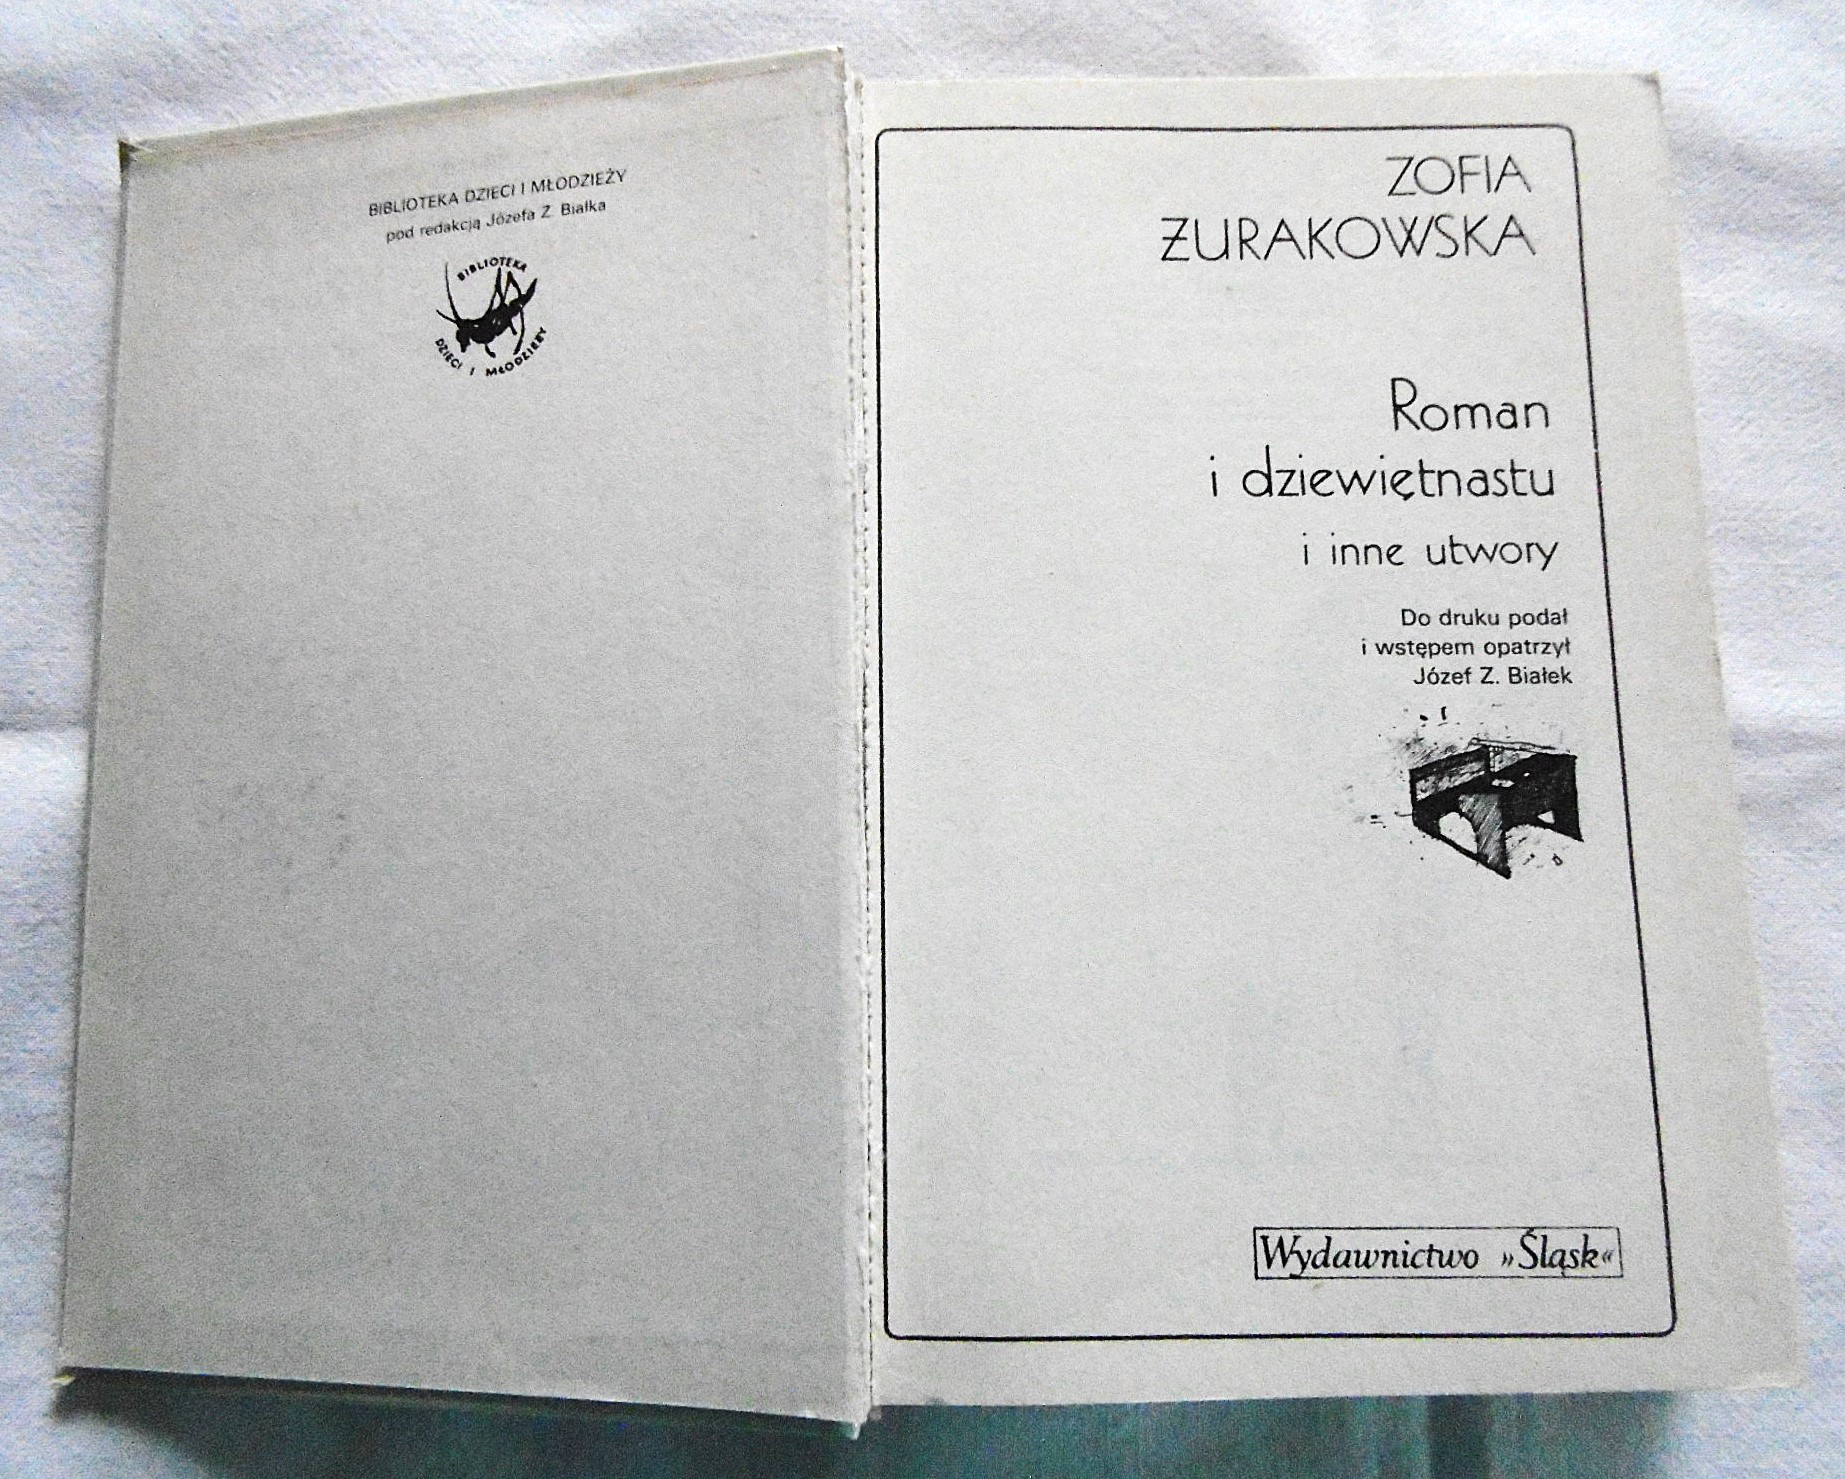 BIBLIOTEKA DZIECI I MŁODZIEŻY
pod redakcją Józefa Z. Białka
BIBLIOTEKA
DZIECI I MŁODZIEŻY
ZOFIA
ŻURAKOWSKA
Roman
i dziewiętnastu
i inne utwory
Do druku podał
i wstępem opatrzył
Józef Z. Białek
Wydawnictwo »Śląsk«